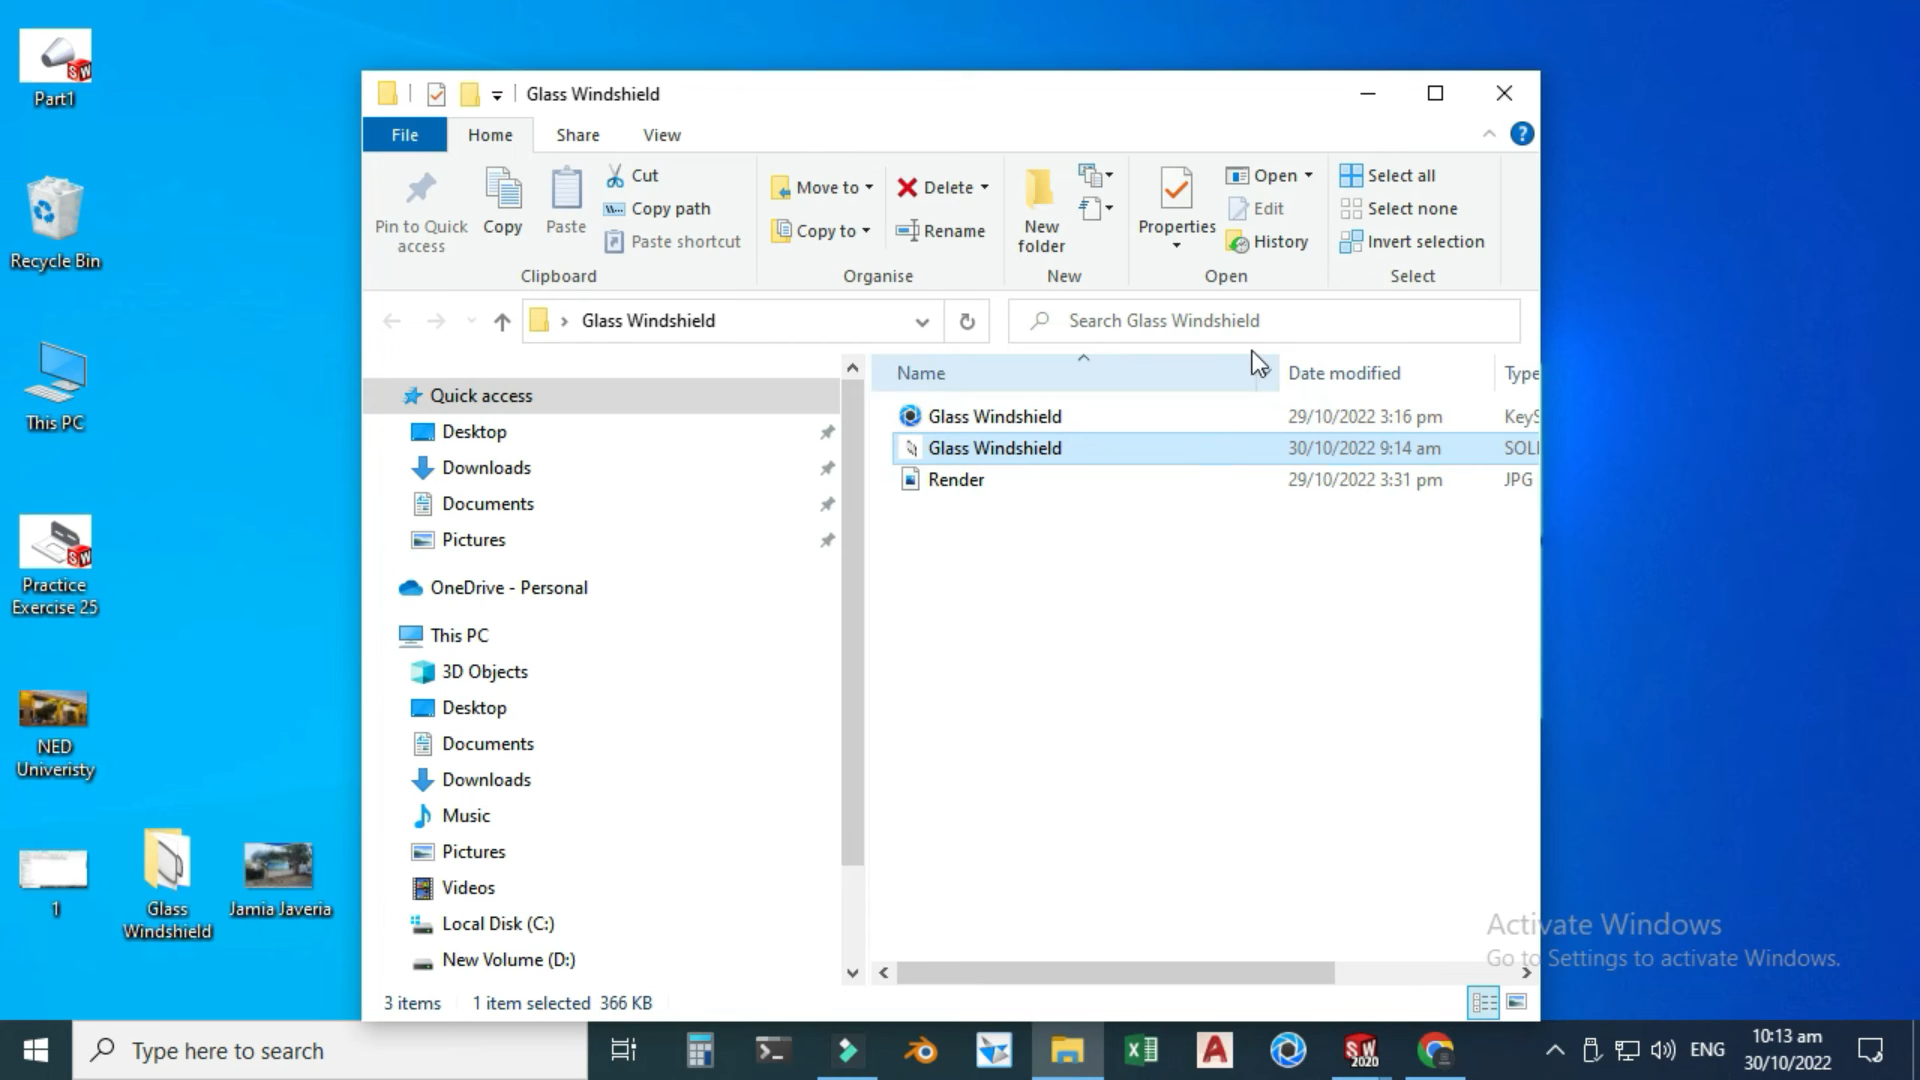 Part1
Recycle Bin
This PC
Practice
Exercise 25
NED
Univeristy
1
Glass
Windshield
Jamia Javeria
Glass Windshield
File
Home
Share
View
Pin to Quick
access
Copy
Paste
Cut
Copy path
Paste shortcut
Clipboard
Move to
Copy to
Delete
Rename
Organise
New
folder
New
Properties
Open
Edit
History
Open
Select all
Select none
Invert selection
Select
Glass Windshield
Search Glass Windshield
Quick access
Desktop
Downloads
Documents
Pictures
OneDrive - Personal
This PC
3D Objects
Desktop
Documents
Downloads
Music
Pictures
Videos
Local Disk (C:)
New Volume (D:)
Name
Date modified
Type
Glass Windshield 29/10/2022 3:16 pm KeyS
Glass Windshield 30/10/2022 9:14 am SOLI
Render 29/10/2022 3:31 pm JPG
3 items 1 item selected 366 KB
Activate Windows
Go to Settings to activate Windows.
Type here to search
SW
2020
ENG
10:13 am
30/10/2022